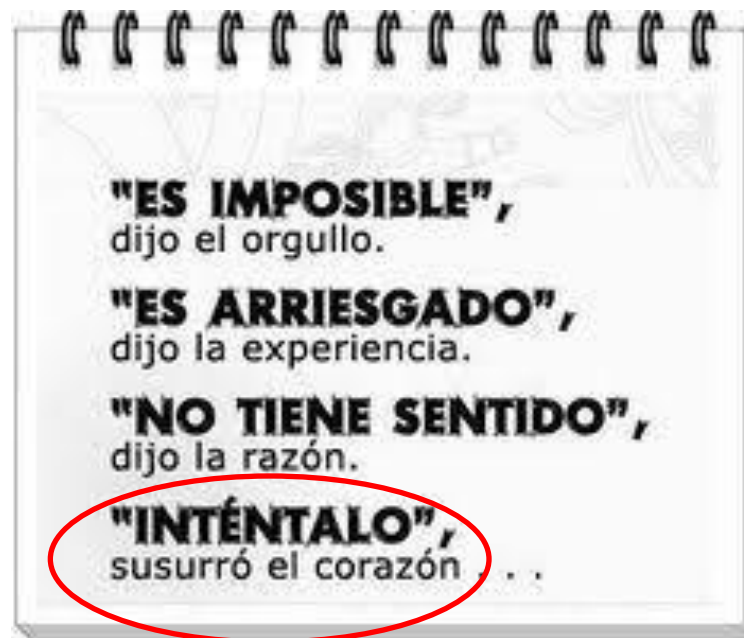 "ES IMPOSIBLE",
dijo el orgullo.
"ES ARRIESGADO",
dijo la experiencia.
"NO TIENE SENTIDO",
dijo la razón.
"INTÉNTALO",
susurró el corazón . . .